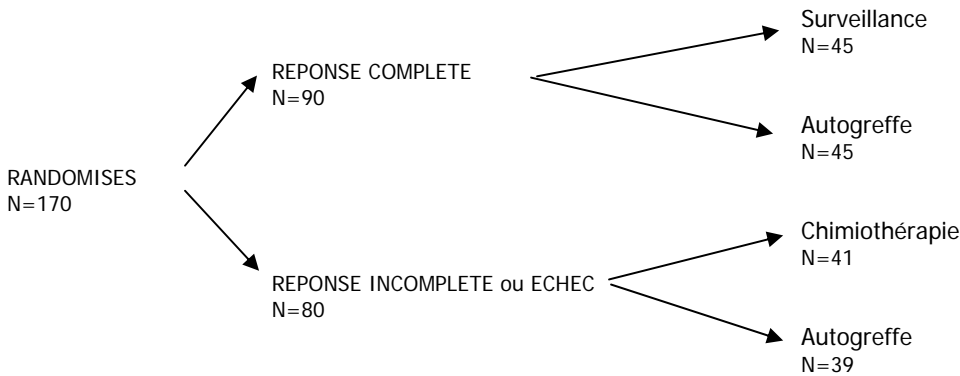 RANDOMISES
N=170
REPONSE COMPLETE
N=90
Surveillance
N=45
Autogreffe
N=45
REPONSE INCOMPLETE ou ECHEC
N=80
Chimiothérapie
N=41
Autogreffe
N=39